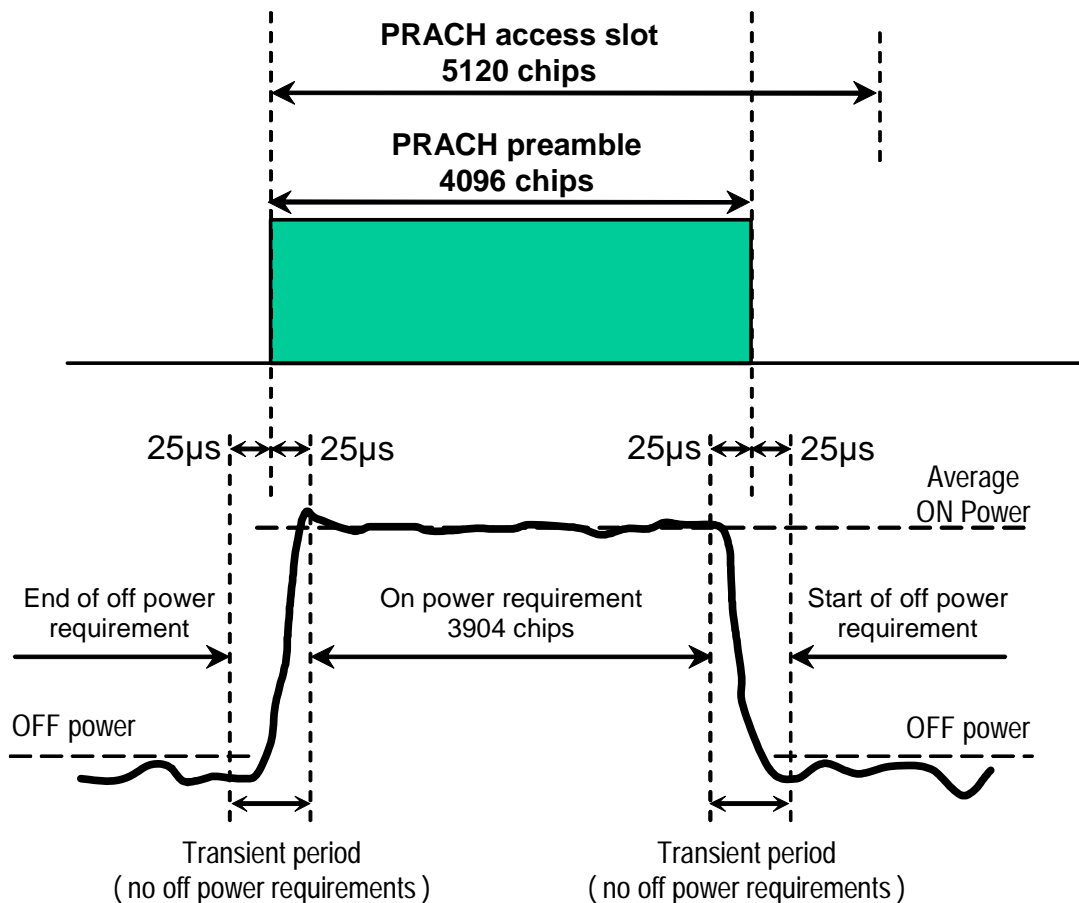 PRACH access slot
5120 chips
PRACH preamble
4096 chips
25µs
25µs
25µs
25µs
Average
ON Power
End of off power
requirement
On power requirement
3904 chips
Start of off power
requirement
OFF power
OFF power
Transient period
( no off power requirements )
Transient period
( no off power requirements )